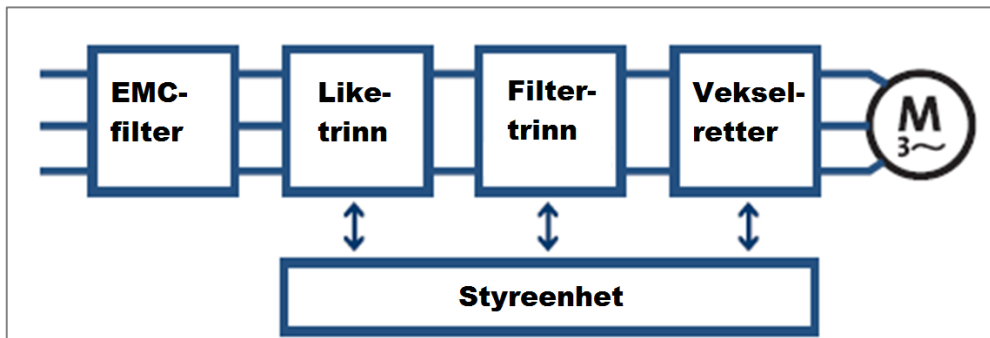 EMC-
filter
Like-
trinn
Filter-
trinn
Veksel-
retter
M
3~
Styreenhet